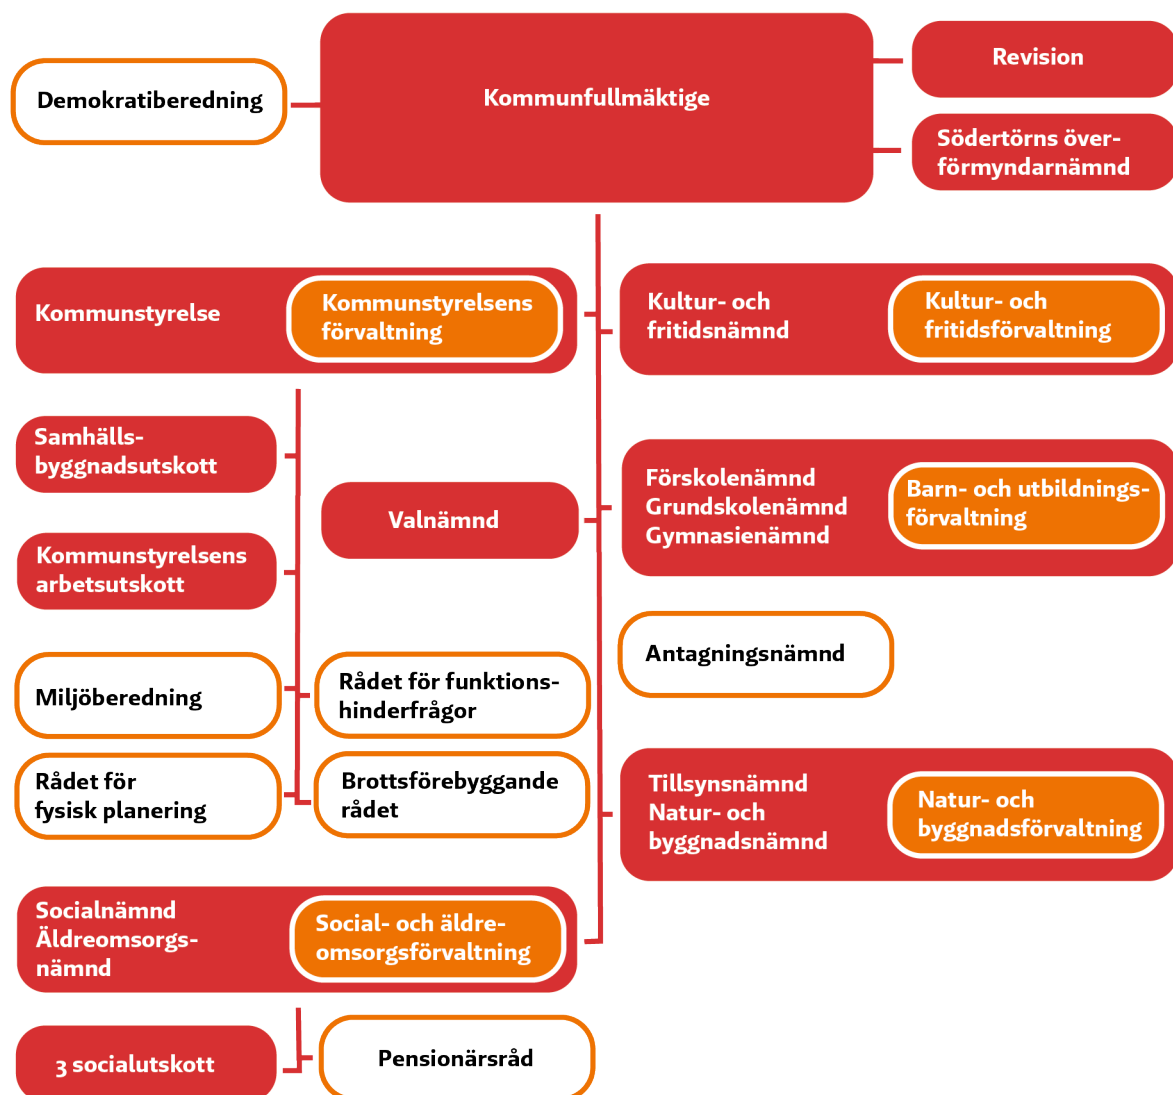 Demokratiberedning
Kommunfullmäktige
Revision
Södertörns över-
förmyndarnämnd
Kommunstyrelse
Kommunstyrelsens
förvaltning
Kultur- och
fritidsnämnd
Kultur- och
fritidsförvaltning
Samhälls-
byggnadsutskott
Kommunstyrelsens
arbetsutskott
Valnämnd
Förskolenämnd
Grundskolenämnd
Gymnasienämnd
Barn- och utbildnings-
förvaltning
Antagningsnämnd
Miljöberedning
Rådet för funktions-
hinderfrågor
Rådet för
fysisk planering
Brottsförebyggande
rådet
Tillsynsnämnd
Natur- och
byggnadsnämnd
Natur- och
byggnadsförvaltning
Socialnämnd
Äldreomsorgs-
nämnd
Social- och äldre-
omsorgsförvaltning
3 socialutskott
Pensionärsråd